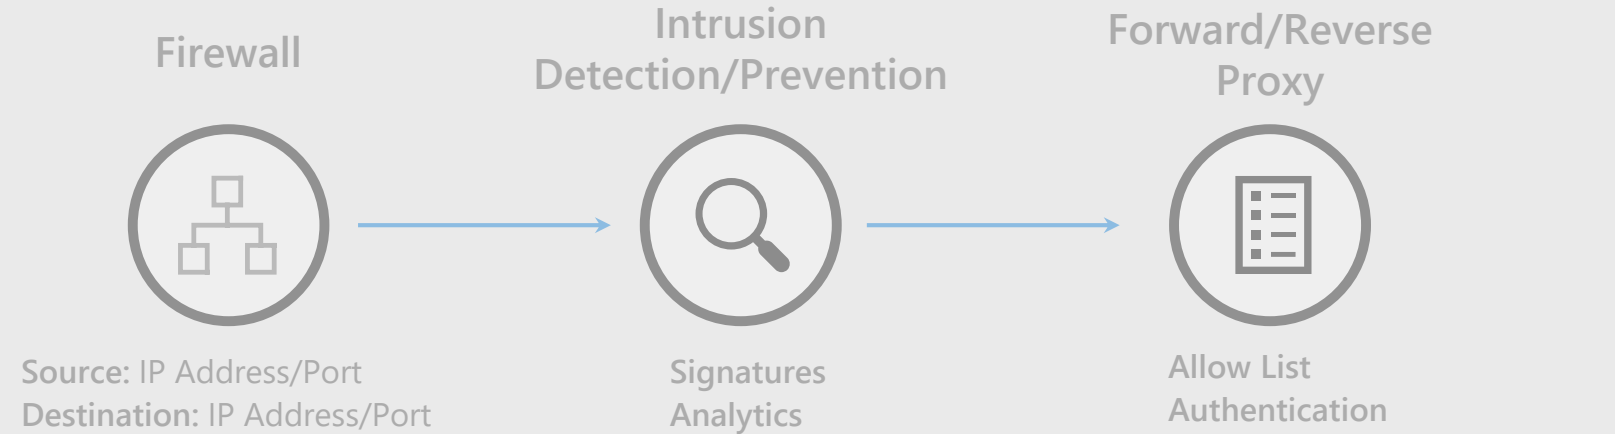 Firewall
Source: IP Address/Port
Destination: IP Address/Port
Intrusion
Detection/Prevention
Signatures
Analytics
Forward/Reverse
Proxy
Allow List
Authentication